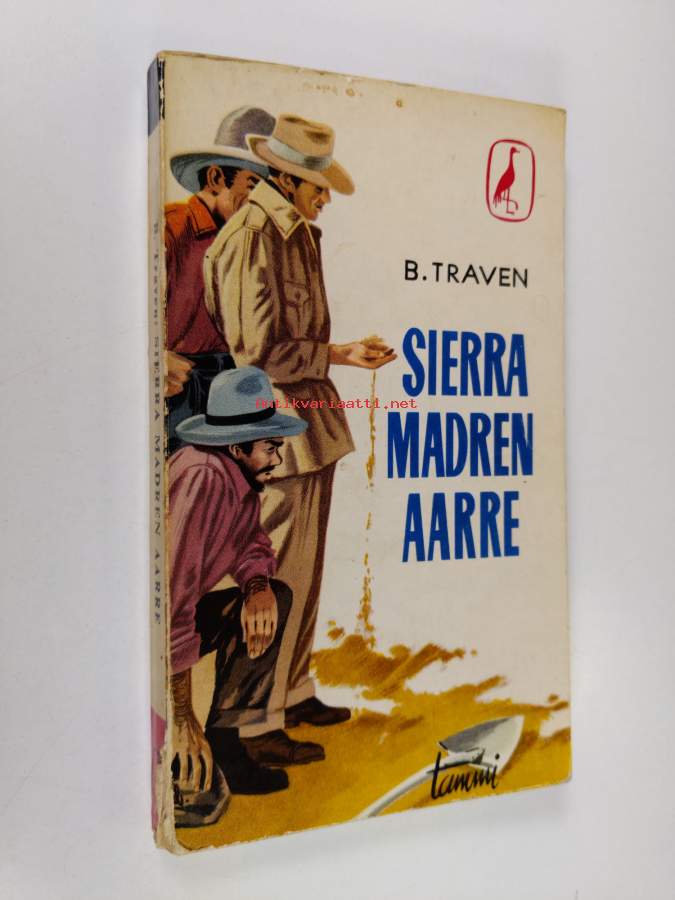 B. TRAVEN
SIERRA
MADREN
AARRE
tammi
B. Traven: SIERRA MADREN AARRE
antikvariaatti.net